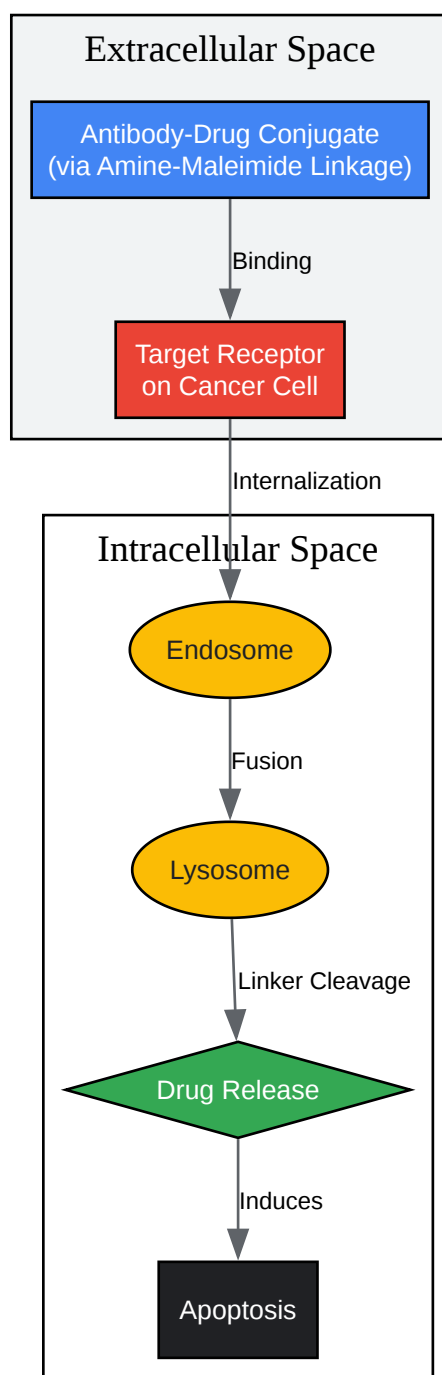 Extracellular Space
Antibody-Drug Conjugate
(via Amine-Maleimide Linkage)
Binding
Target Receptor
on Cancer Cell
Internalization
Intracellular Space
Endosome
Fusion
Lysosome
Linker Cleavage
Drug Release
Induces
Apoptosis